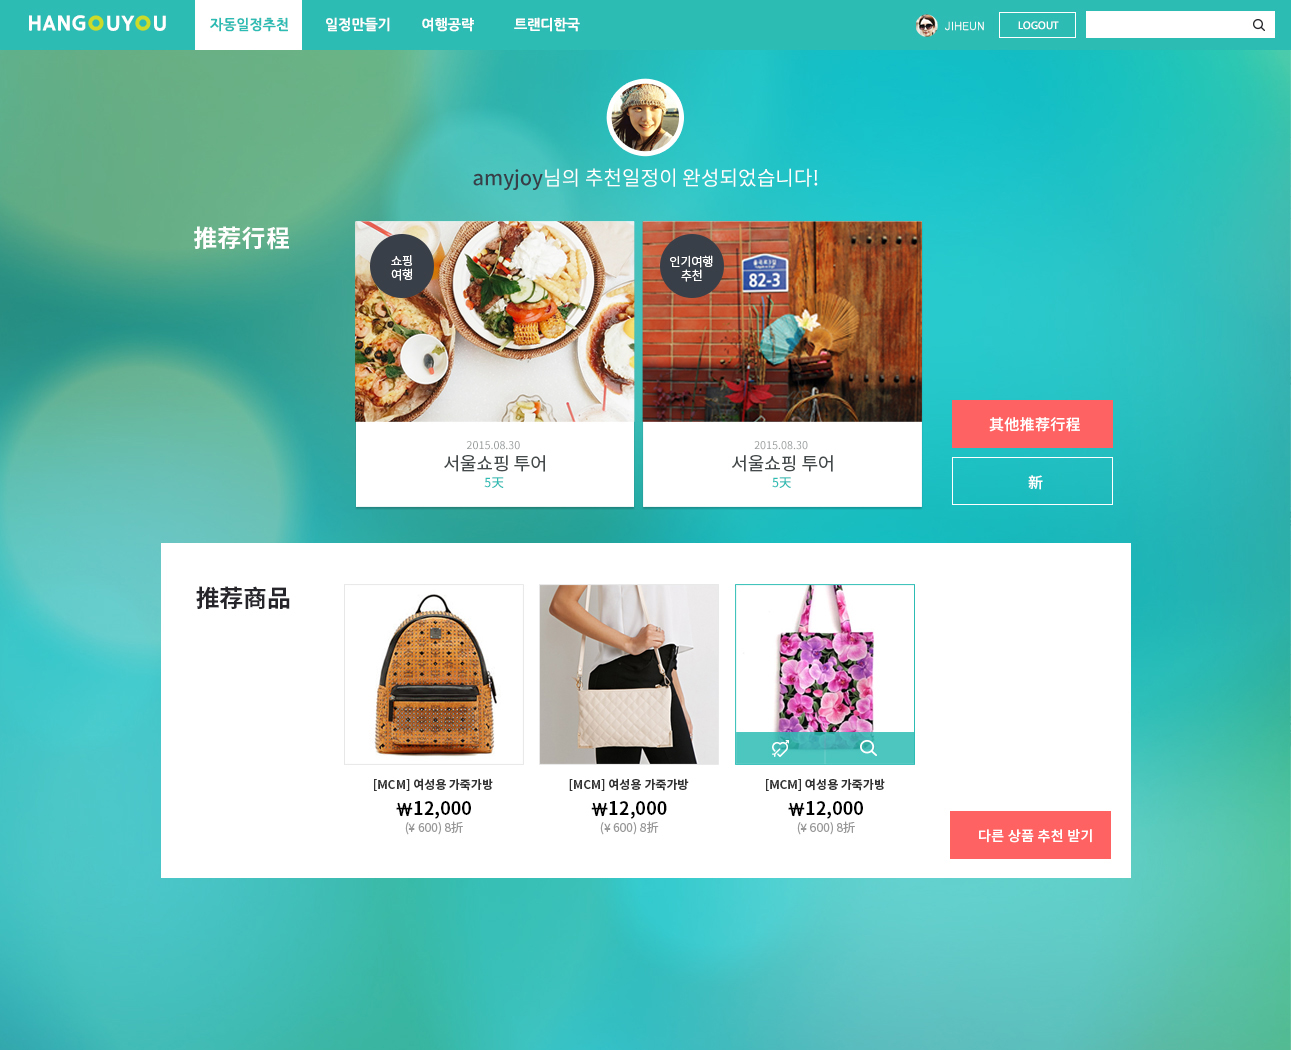 HANGOUYOU 자동일정추천 일정만들기 여행공략 트랜디한국 JIHEUN LOGOUT
amyjoy님의 추천일정이 완성되었습니다!
推荐行程
쇼핑
여행
2015.08.30
서울쇼핑 투어
5天
인기여행
추천
82-3
2015.08.30
서울쇼핑 투어
5天
其他推荐行程
新
推荐商品
[MCM] 여성용 가죽가방
₩12,000
(¥ 600) 8折
[MCM] 여성용 가죽가방
₩12,000
(¥ 600) 8折
[MCM] 여성용 가죽가방
₩12,000
(¥ 600) 8折
다른 상품 추천 받기